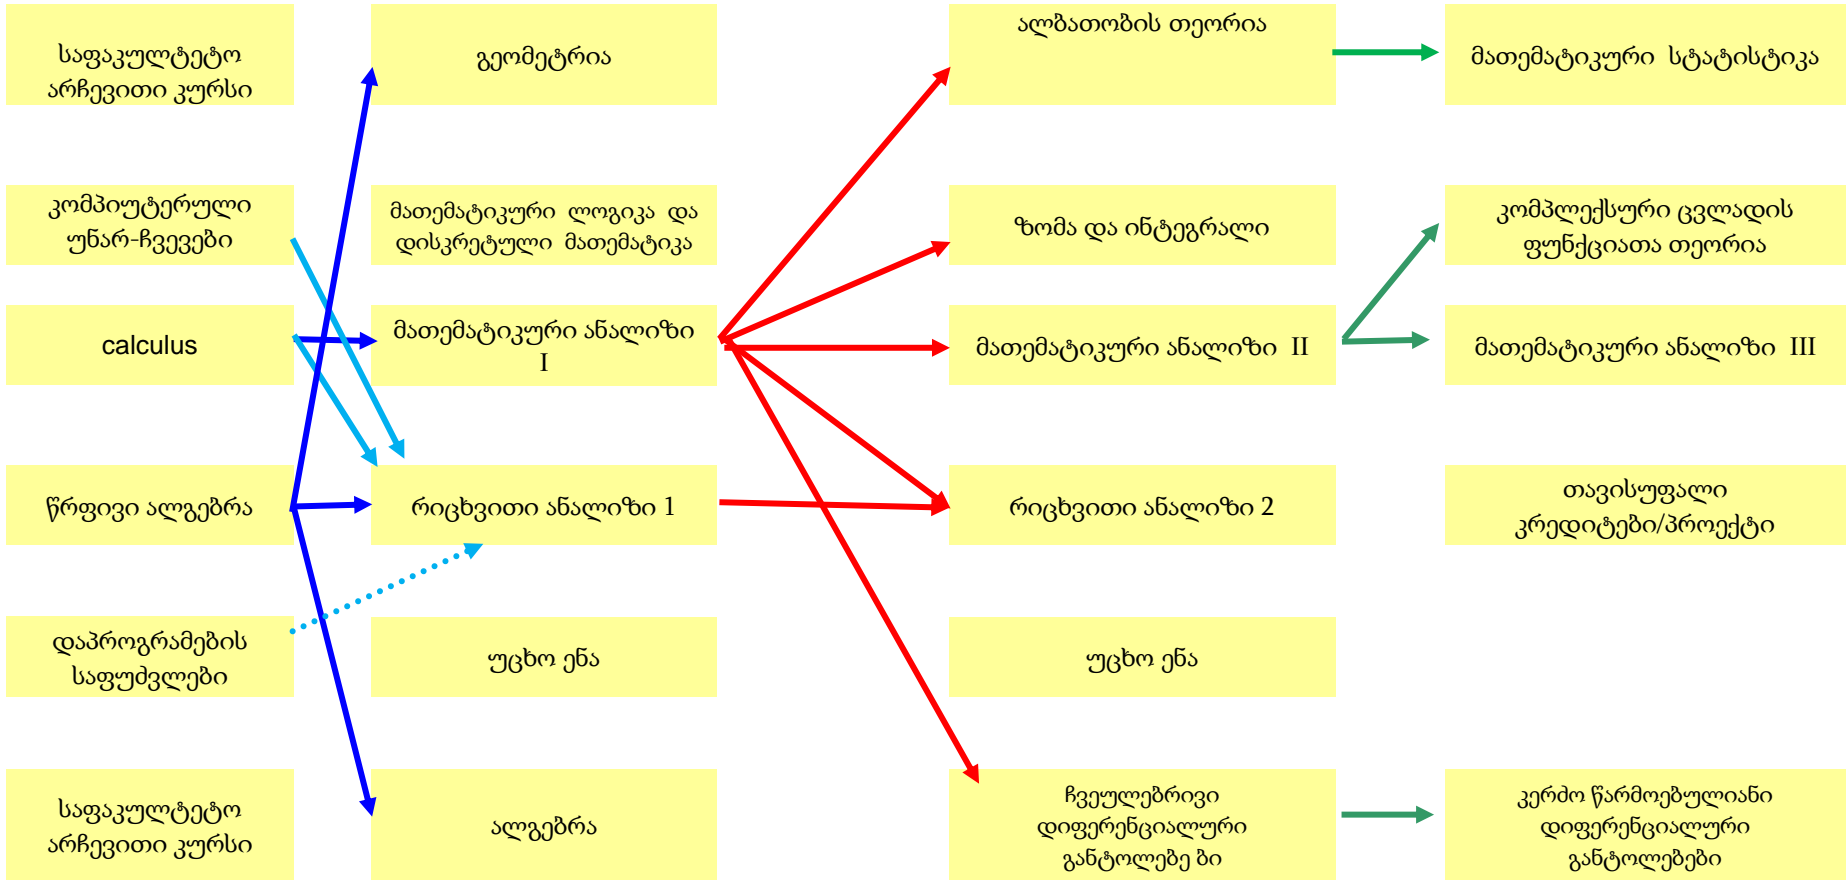 საფაკულტეტო
არჩევითი კურსი
გეომეტრია
ალბათობის თეორია
მათემატიკური სტატისტიკა
კომპიუტერული
უნარ-ჩვევები
მათემატიკური ლოგიკა და
დისკრეტული მათემატიკა
ზომა და ინტეგრალი
კომპლექსური ცვლადის
ფუნქციათა თეორია
calculus
მათემატიკური ანალიზი
I
მათემატიკური ანალიზი II
მათემატიკური ანალიზი III
წრფივი ალგებრა
რიცხვითი ანალიზი 1
რიცხვითი ანალიზი 2
თავისუფალი
კრედიტები/პროექტი
დაპროგრამების
საფუძვლები
უცხო ენა
უცხო ენა
საფაკულტეტო
არჩევითი კურსი
ალგებრა
ჩვეულებრივი
დიფერენციალური
განტოლებე ბი
კერძო წარმოებულიანი
დიფერენციალური
განტოლებები